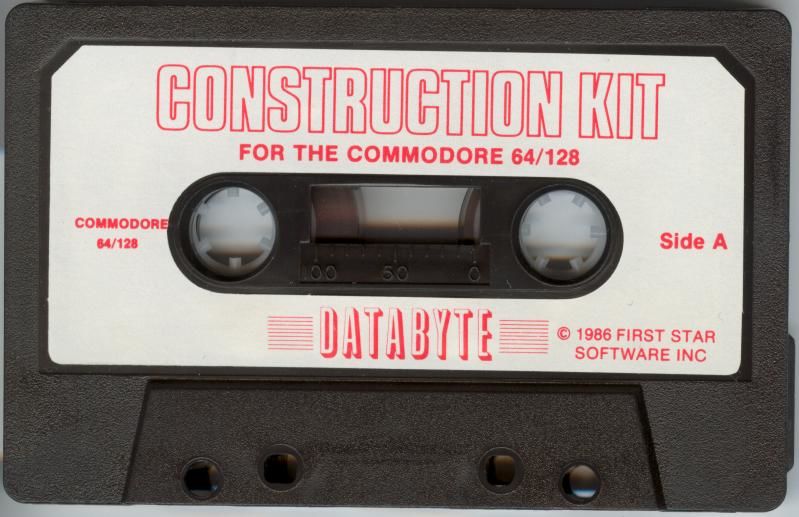 CONSTRUCTION KIT
FOR THE COMMODORE 64/128
COMMODORE
64/128
Side A
100 50 0
DATABYTE
© 1986 FIRST STAR
SOFTWARE INC